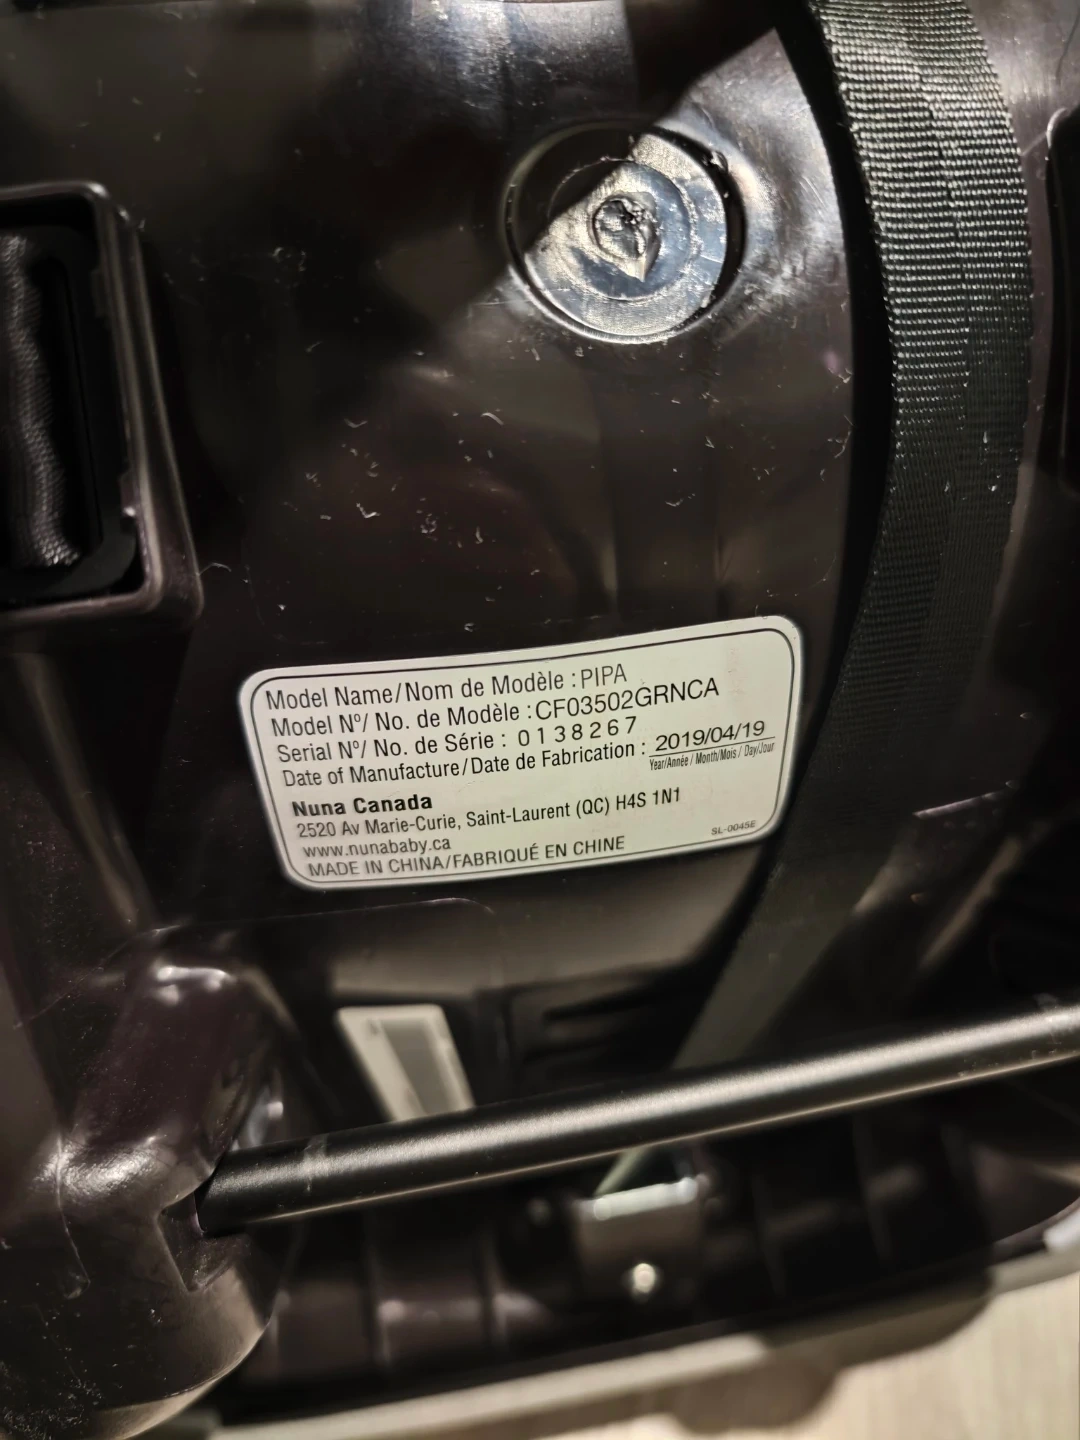 Model Name/Nom de Modèle : PIPA
Model Nº/ No. de Modèle : CF03502GRNCA
Serial Nº/ No. de Série : 0138267
Date of Manufacture/Date de Fabrication : 2019/04/19
Year/Année / Month/Mois / Day/Jour
Nuna Canada
2520 Av Marie-Curie, Saint-Laurent (QC) H4S 1N1
www.nunababy.ca
MADE IN CHINA/FABRIQUÉ EN CHINE
SL-0045E